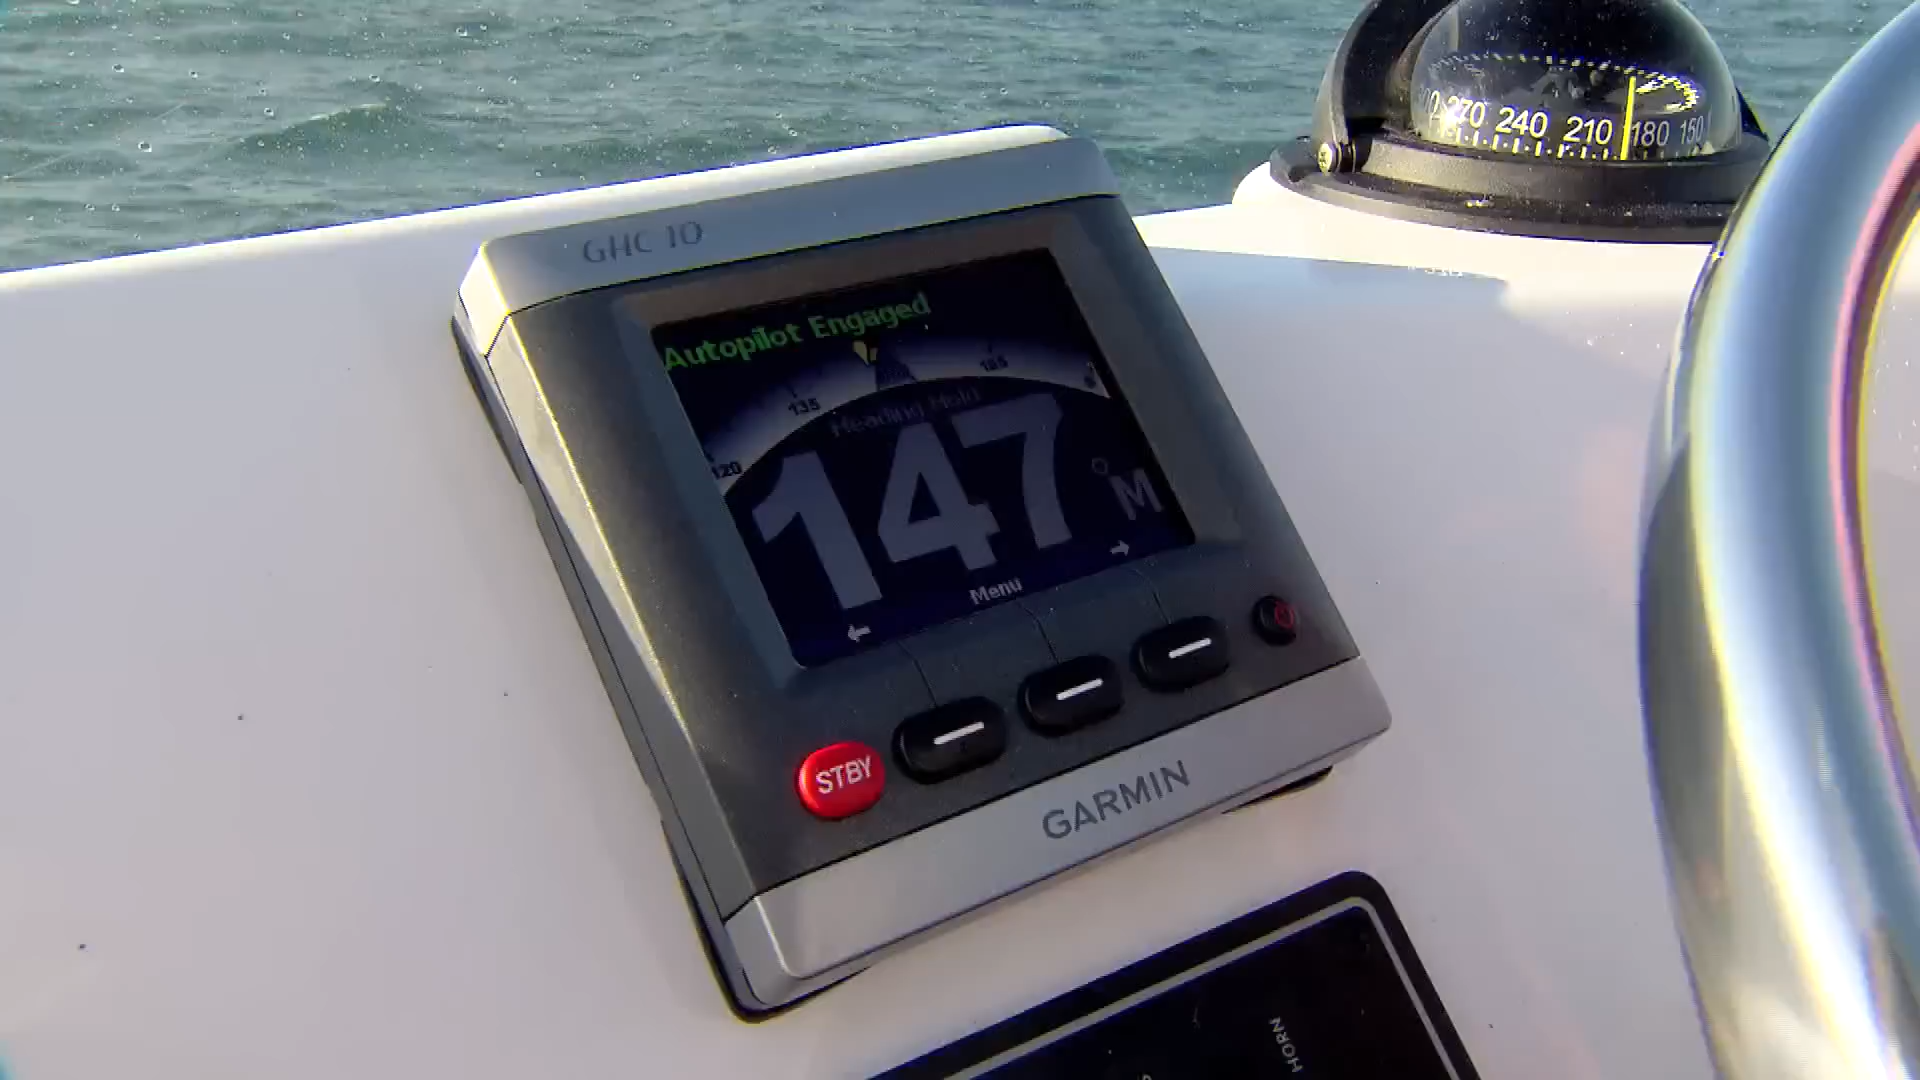 270 240 210 180 150
GHC 10
Autopilot Engaged
135
165
120
Heading Hold
147 °M
Menu
STBY
GARMIN
HORN